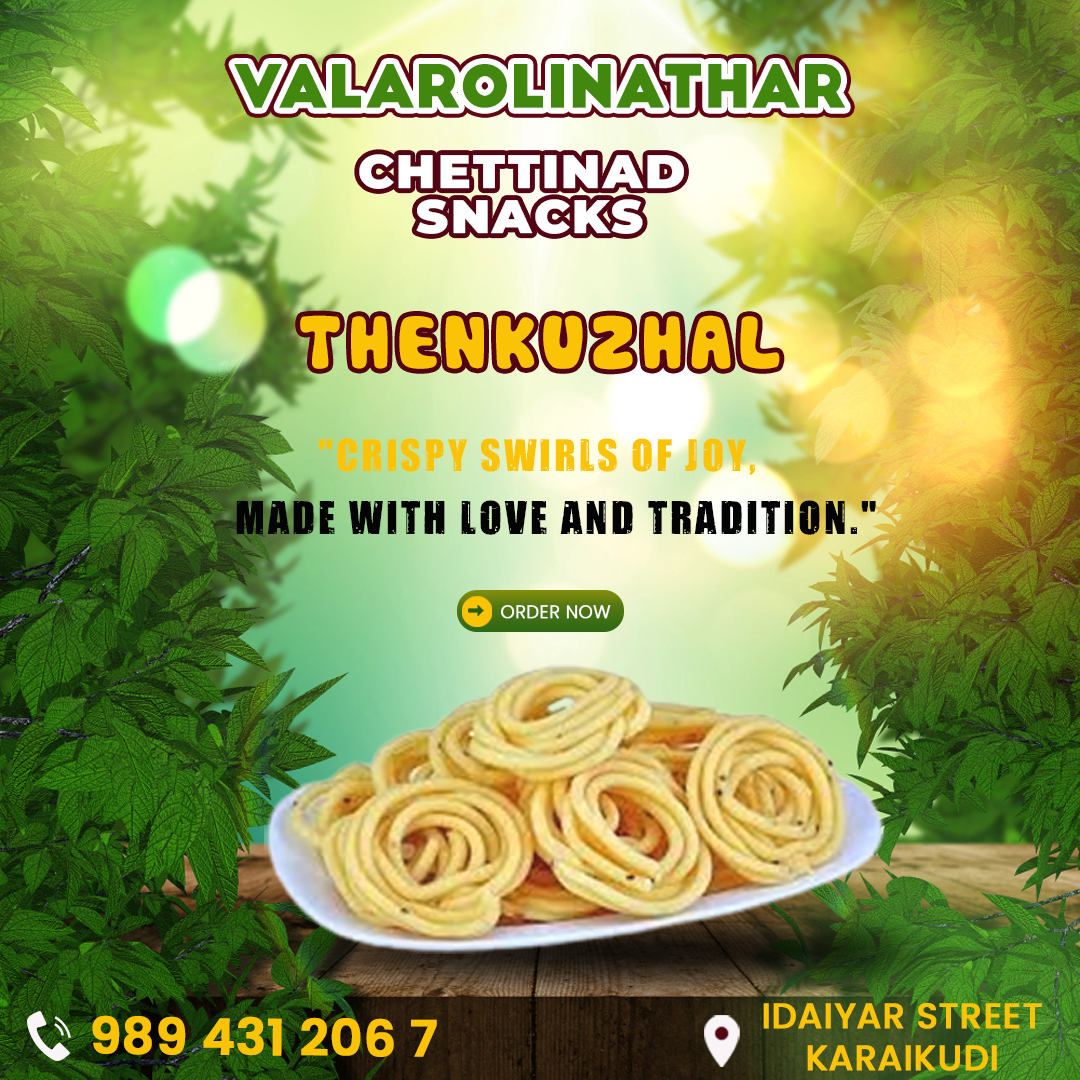 VALAROLINATHAR
CHETTINAD
SNACKS
THENKUZHAL
"CRISPY SWIRLS OF JOY,
MADE WITH LOVE AND TRADITION."
ORDER NOW
989 431 206 7
IDAIYAR STREET
KARAIKUDI